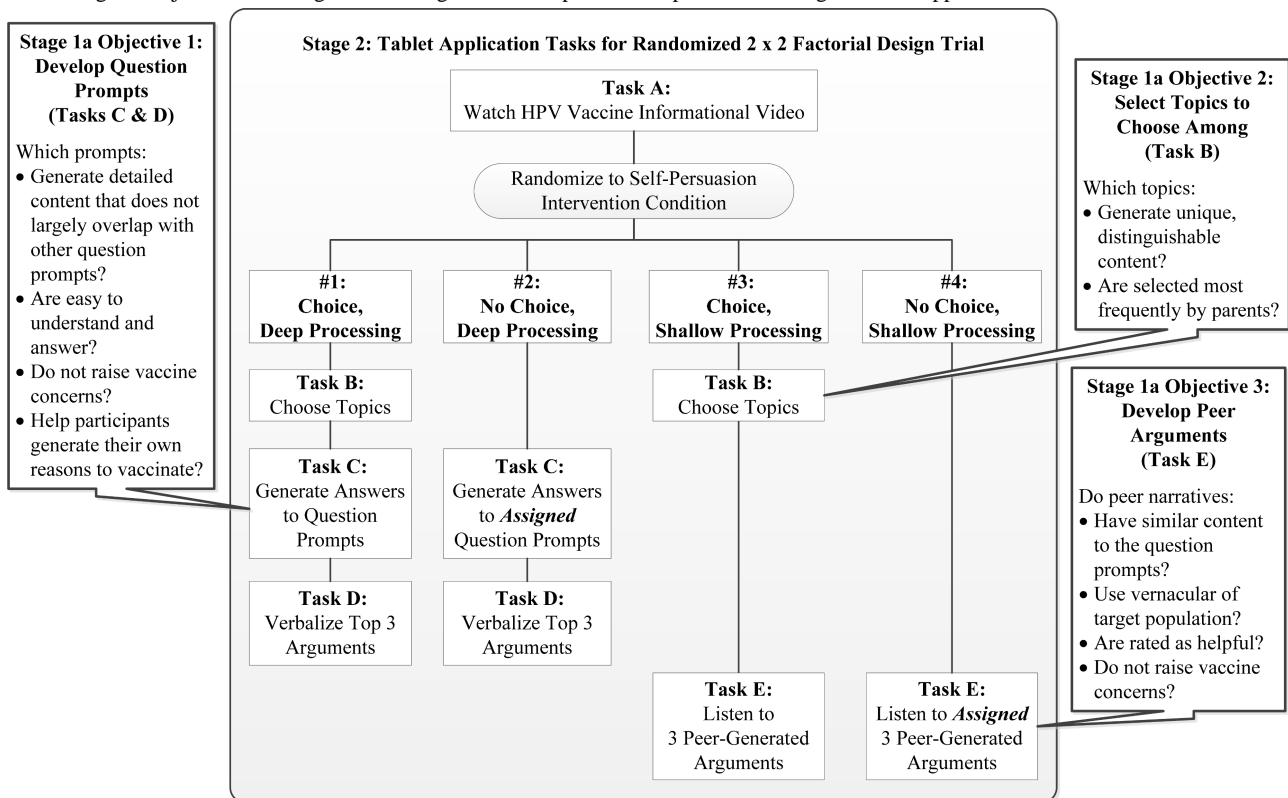 Stage 1a Objective 1:
Develop Question
Prompts
(Tasks C & D)
Which prompts:
• Generate detailed
content that does not
largely overlap with
other question
prompts?
• Are easy to
understand and
answer?
• Do not raise vaccine
concerns?
• Help participants
generate their own
reasons to vaccinate?
Stage 2: Tablet Application Tasks for Randomized 2 x 2 Factorial Design Trial
Task A:
Watch HPV Vaccine Informational Video
Randomize to Self-Persuasion
Intervention Condition
#1:
Choice,
Deep Processing
Task B:
Choose Topics
Task C:
Generate Answers
to Question
Prompts
Task D:
Verbalize Top 3
Arguments
#2:
No Choice,
Deep Processing
Task C:
Generate Answers
to Assigned
Question Prompts
Task D:
Verbalize Top 3
Arguments
#3:
Choice,
Shallow Processing
Task B:
Choose Topics
Task E:
Listen to
3 Peer-Generated
Arguments
#4:
No Choice,
Shallow Processing
Task E:
Listen to Assigned
3 Peer-Generated
Arguments
Stage 1a Objective 2:
Select Topics to
Choose Among
(Task B)
Which topics:
• Generate unique,
distinguishable
content?
• Are selected most
frequently by parents?
Stage 1a Objective 3:
Develop Peer
Arguments
(Task E)
Do peer narratives:
• Have similar content
to the question
prompts?
• Use vernacular of
target population?
• Are rated as helpful?
• Do not raise vaccine
concerns?